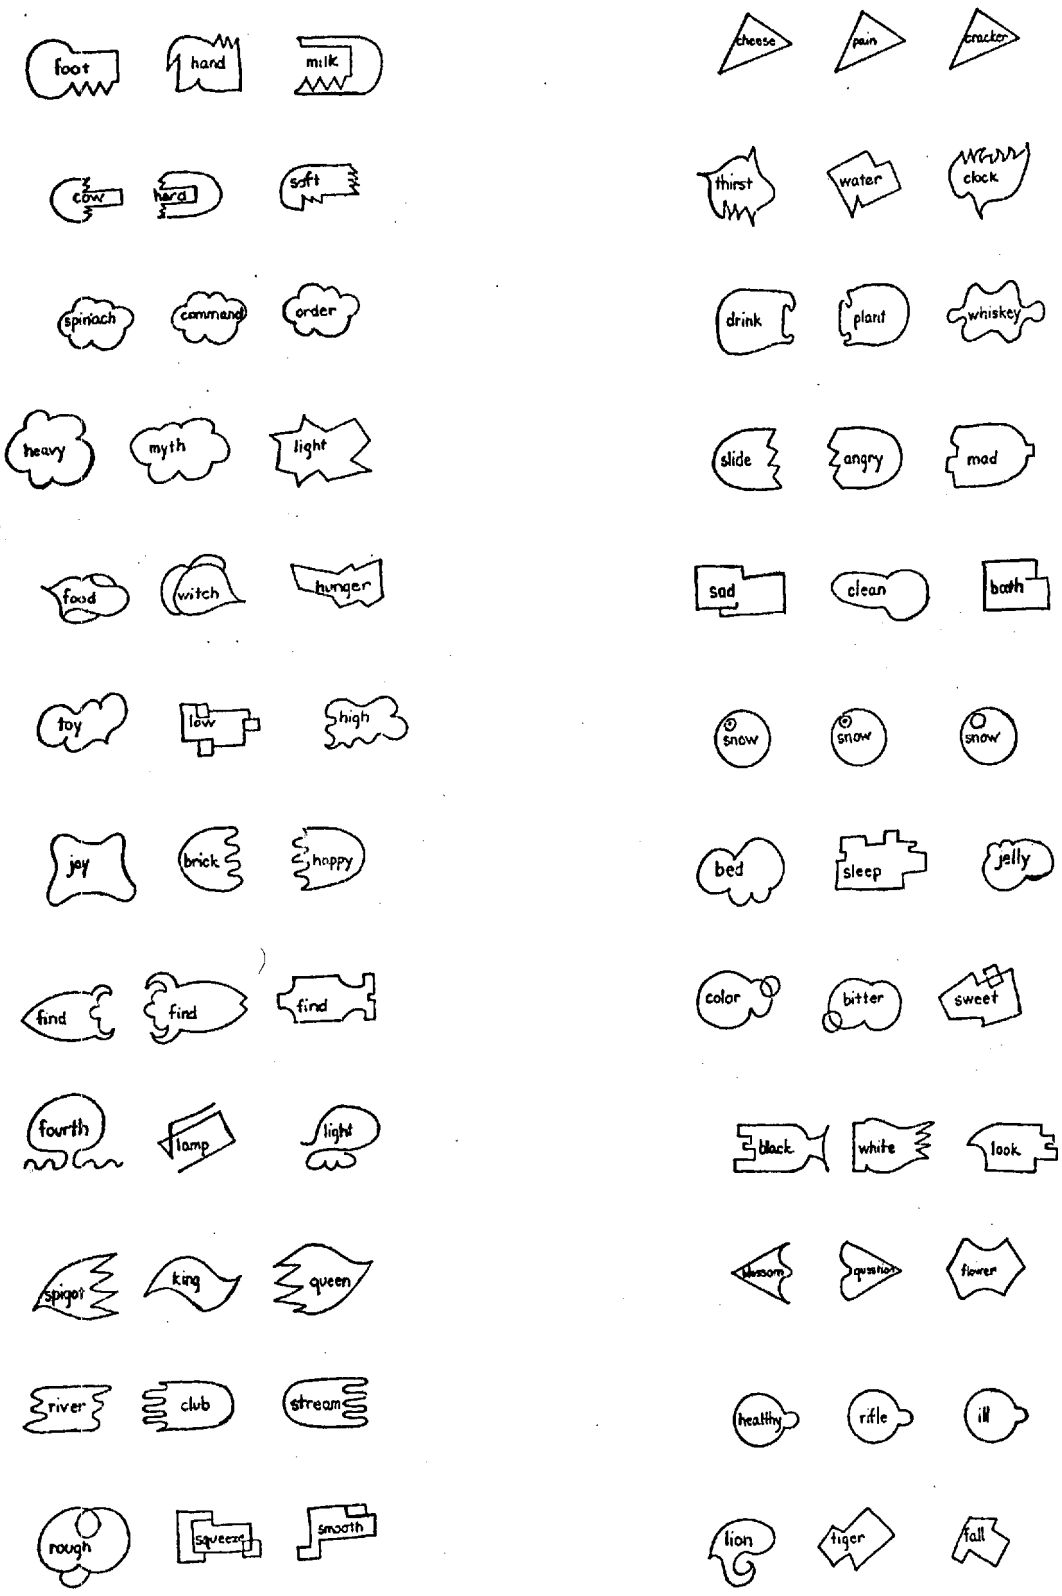 foot hand milk
cow hard soft
spinach command order
heavy myth light
food witch hunger
toy low high
joy brick happy
find find find
fourth lamp light
spigot king queen
river club stream
rough squeeze smooth
cheese pain cracker
thirst water clock
drink plant whiskey
slide angry mad
sad clean bath
snow snow snow
bed sleep jelly
color bitter sweet
black white look
blossom question flower
healthy rifle ill
lion tiger fall